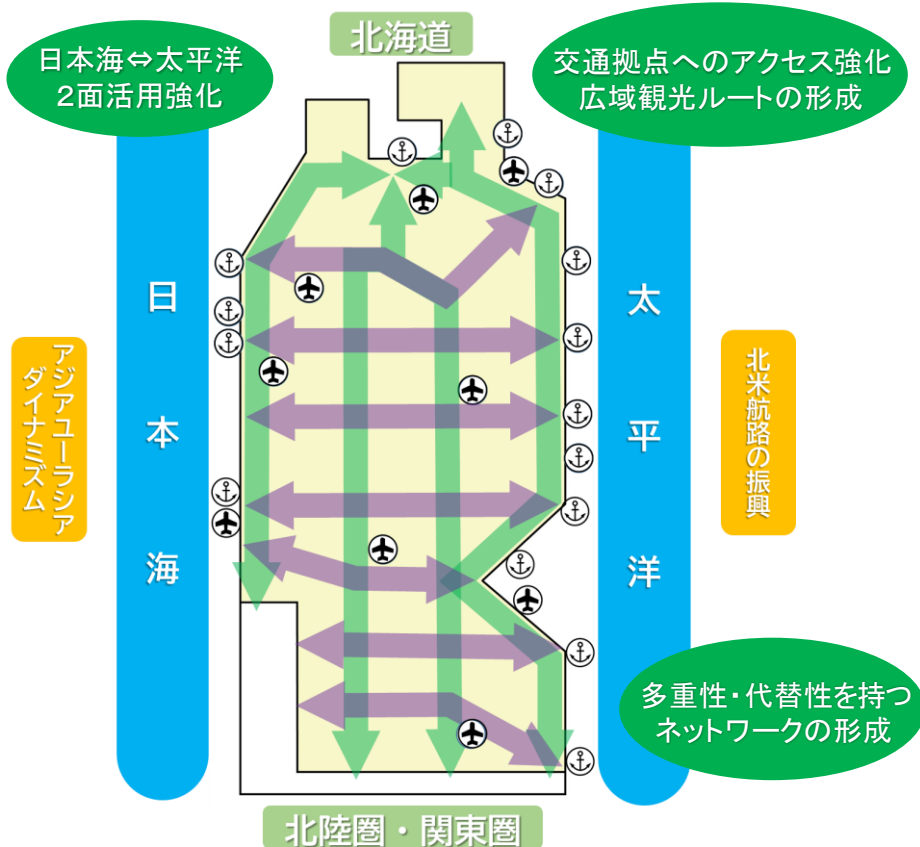 北海道
日本海⇔太平洋
2面活用強化
交通拠点へのアクセス強化
広域観光ルートの形成
日本海
太平洋
アジアユーラシア
ダイナミズム
北米航路の振興
多重性・代替性を持つ
ネットワークの形成
北陸圏・関東圏